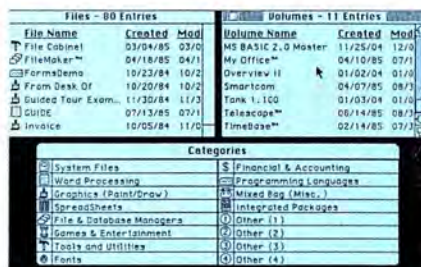 Files - 80 Entries
File Name Created Mod
File Cabinet 03/04/85 03/0
FileMaker™ 04/18/85 04/1
FormsDemo 10/23/84 10/2
From Desk Of 10/20/84 10/2
Guided Tour Exam... 11/30/84 11/3
GUIDE 07/13/85 07/1
Invoice 10/05/84 11/0
Volumes - 11 Entries
Volume Name Created Mod
MS BASIC 2.0 Master 11/25/04 12/0
My Office™ 04/10/85 07/1
Overview II 01/02/84 01/0
Smartcom 04/07/85 08/3
Tank 1.100 01/03/84 01/0
Telescape™ 06/14/85 08/3
TimeBase™ 02/14/85 07/3
Categories
System Files
Word Processing
Graphics (Paint/Draw)
SpreadSheets
File & Database Managers
Games & Entertainment
Tools and Utilities
Fonts
$ Financial & Accounting
Programming Languages
Mixed Bag (Misc.)
Integrated Packages
① Other (1)
② Other (2)
③ Other (3)
④ Other (4)